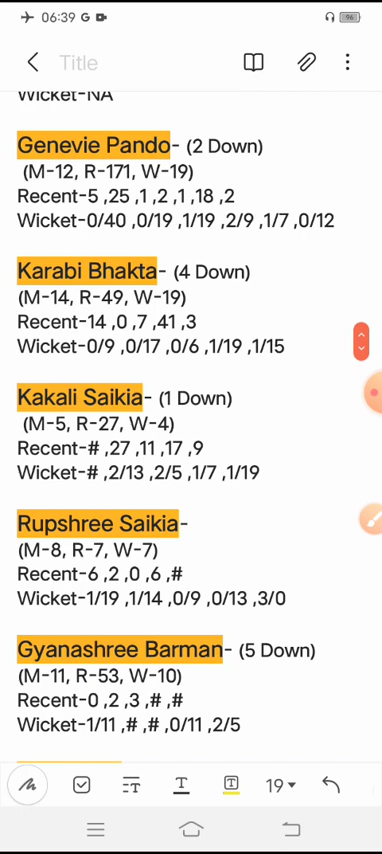 06:39 G
96
Title
Wicket-NA
Genevie Pando- (2 Down)
(M-12, R-171, W-19)
Recent-5 ,25 ,1 ,2 ,1 ,18 ,2
Wicket-0/40 ,0/19 ,1/19 ,2/9 ,1/7 ,0/12
Karabi Bhakta- (4 Down)
(M-14, R-49, W-19)
Recent-14 ,0 ,7 ,41 ,3
Wicket-0/9 ,0/17 ,0/6 ,1/19 ,1/15
Kakali Saikia- (1 Down)
(M-5, R-27, W-4)
Recent-# ,27 ,11 ,17 ,9
Wicket-# ,2/13 ,2/5 ,1/7 ,1/19
Rupshree Saikia-
(M-8, R-7, W-7)
Recent-6 ,2 ,0 ,6 ,#
Wicket-1/19 ,1/14 ,0/9 ,0/13 ,3/0
Gyanashree Barman- (5 Down)
(M-11, R-53, W-10)
Recent-0 ,2 ,3 ,# ,#
Wicket-1/11 ,# ,# ,0/11 ,2/5
T T T 19